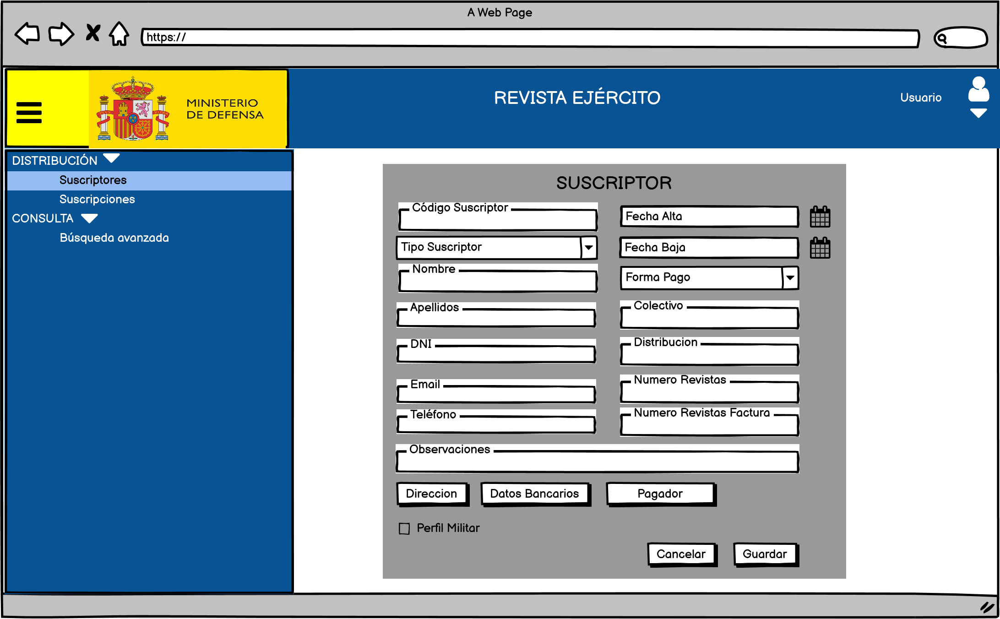 A Web Page
https://
MINISTERIO
DE DEFENSA
REVISTA EJÉRCITO
Usuario
DISTRIBUCIÓN
Suscriptores
Suscripciones
CONSULTA
Búsqueda avanzada
SUSCRIPTOR
Código Suscriptor
Fecha Alta
Tipo Suscriptor
Fecha Baja
Nombre
Forma Pago
Apellidos
Colectivo
DNI
Distribucion
Email
Numero Revistas
Teléfono
Numero Revistas Factura
Observaciones
Direccion
Datos Bancarios
Pagador
Perfil Militar
Cancelar
Guardar